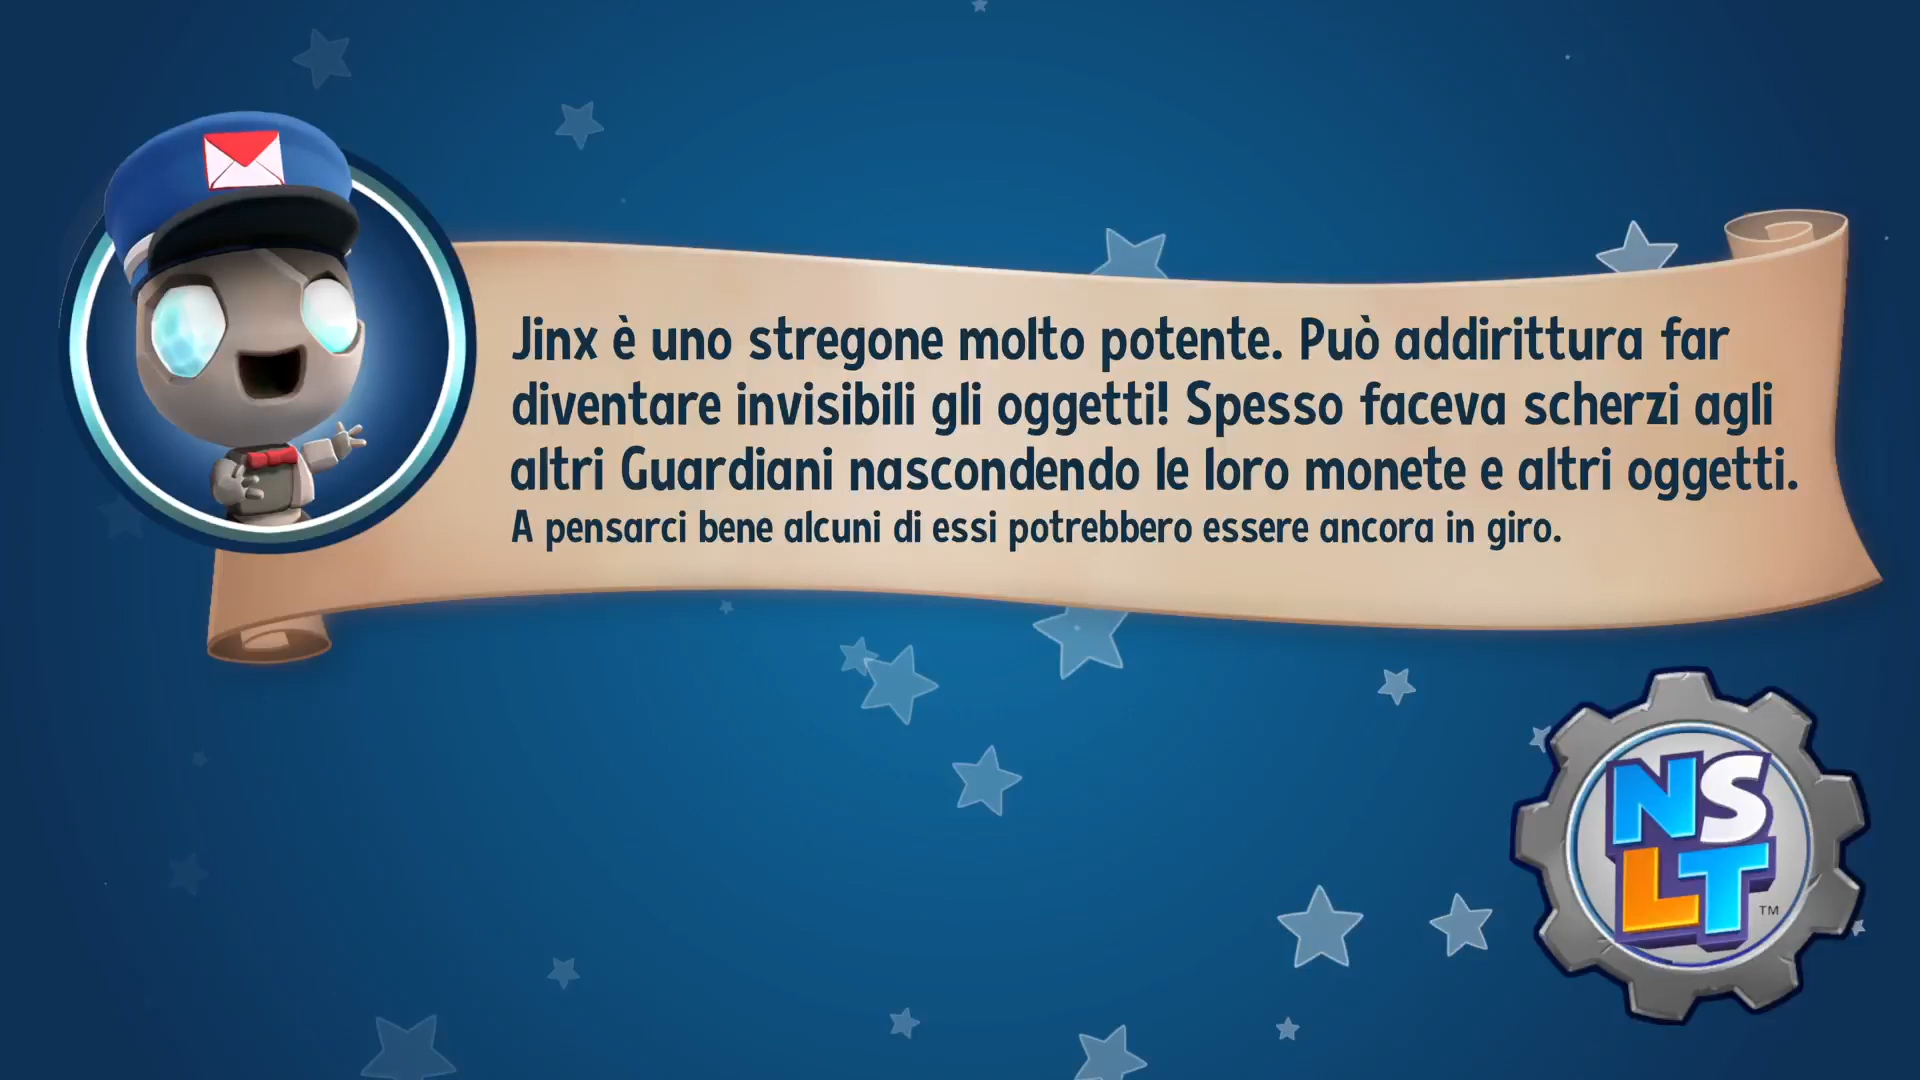 Jinx è uno stregone molto potente. Può addirittura far
diventare invisibili gli oggetti! Spesso faceva scherzi agli
altri Guardiani nascondendo le loro monete e altri oggetti.
A pensarci bene alcuni di essi potrebbero essere ancora in giro.
NS
LT
TM